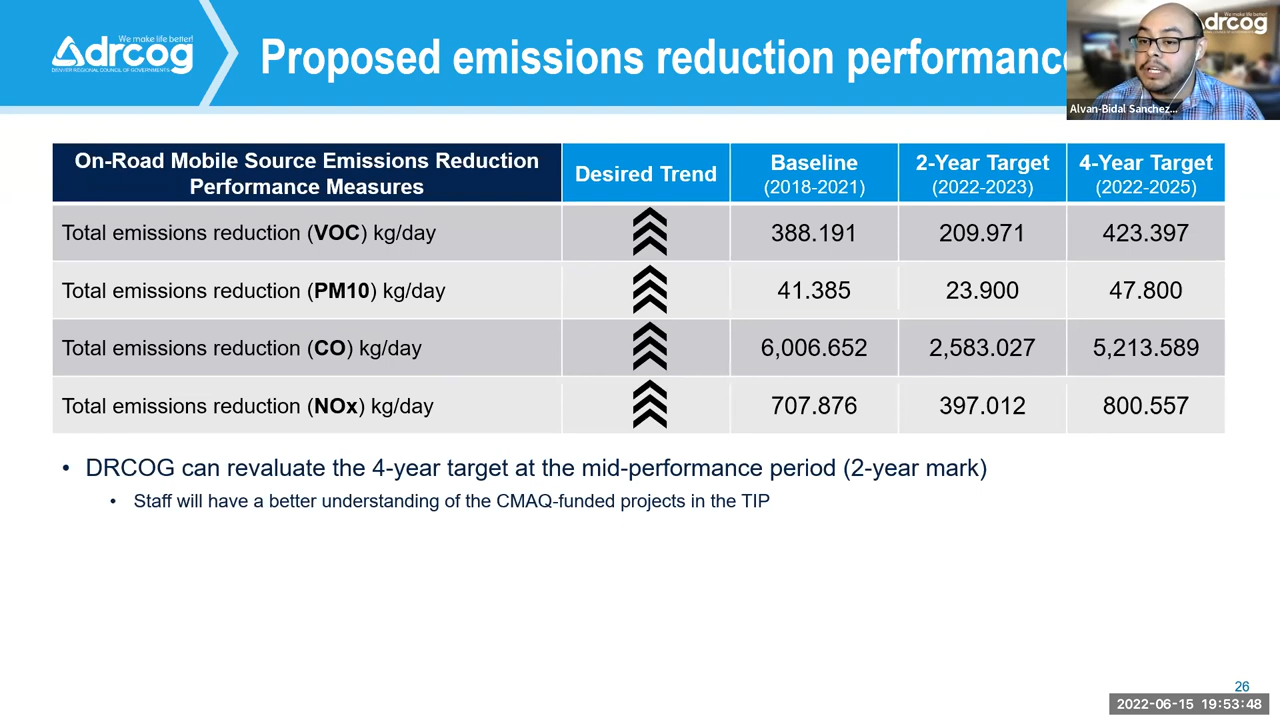 We make life better!
drcog
DENVER REGIONAL COUNCIL OF GOVERNMENTS
Proposed emissions reduction performance
We make life better!
drcog
Alvan-Bidal Sanchez...
On-Road Mobile Source Emissions Reduction
Performance Measures
Desired Trend
Baseline
(2018-2021)
2-Year Target
(2022-2023)
4-Year Target
(2022-2025)
Total emissions reduction (VOC) kg/day 388.191 209.971 423.397
Total emissions reduction (PM10) kg/day 41.385 23.900 47.800
Total emissions reduction (CO) kg/day 6,006.652 2,583.027 5,213.589
Total emissions reduction (NOx) kg/day 707.876 397.012 800.557
• DRCOG can revaluate the 4-year target at the mid-performance period (2-year mark)
• Staff will have a better understanding of the CMAQ-funded projects in the TIP
26
2022-06-15 19:53:48